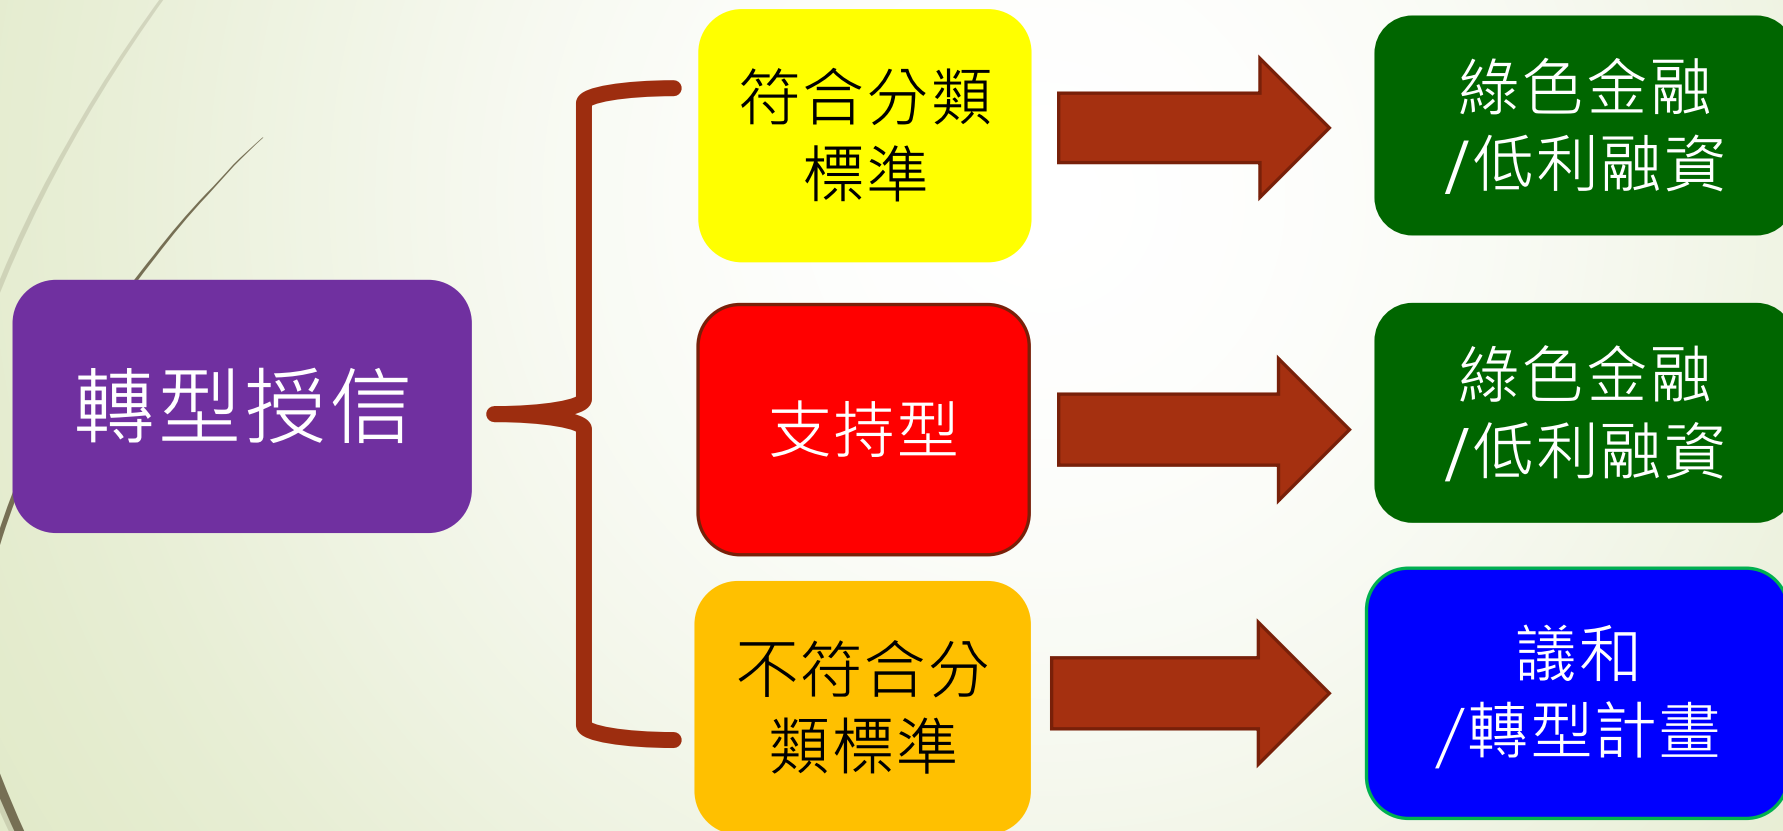 符合分類
標準
綠色金融
/低利融資
轉型授信
支持型
綠色金融
/低利融資
不符合分
類標準
議和
/轉型計畫